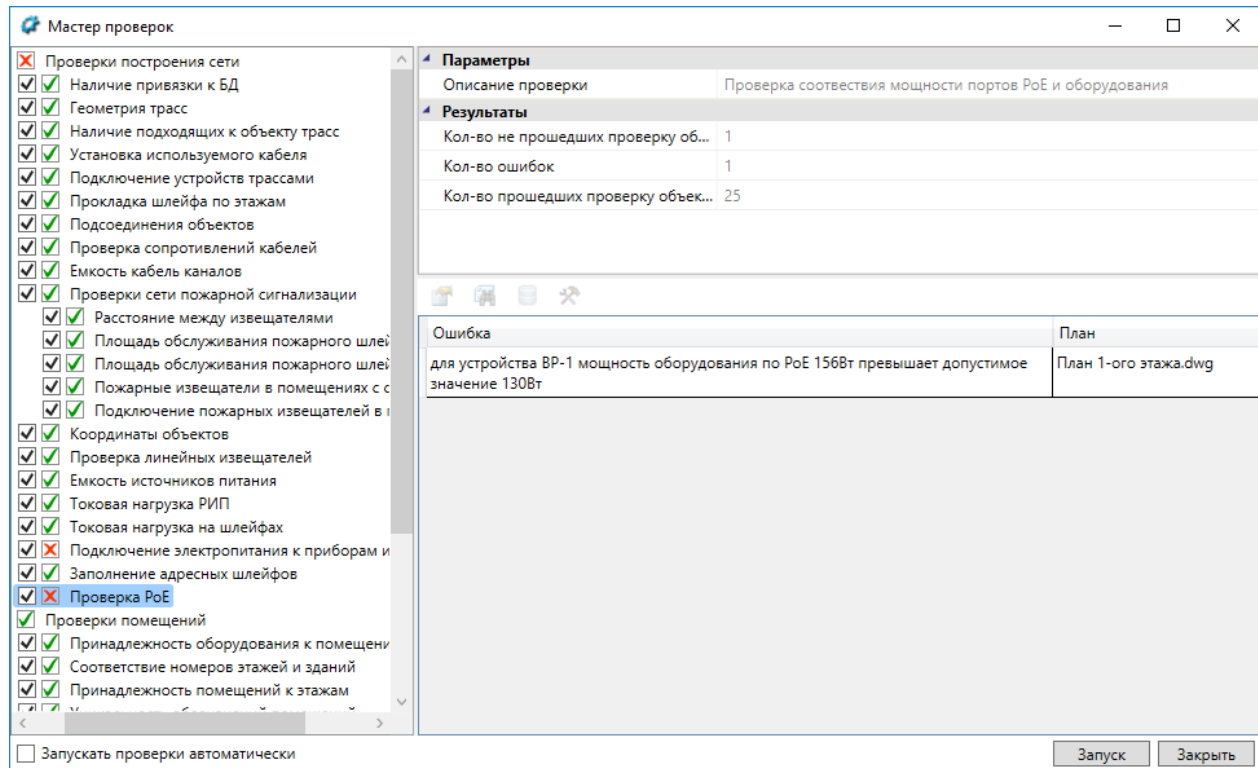 Мастер проверок
Проверки построения сети
Наличие привязки к БД
Геометрия трасс
Наличие подходящих к объекту трасс
Установка используемого кабеля
Подключение устройств трассами
Прокладка шлейфа по этажам
Подсоединения объектов
Проверка сопротивлений кабелей
Емкость кабель каналов
Проверки сети пожарной сигнализации
Расстояние между извещателями
Площадь обслуживания пожарного шлей
Площадь обслуживания пожарного шлей
Пожарные извещатели в помещениях с с
Подключение пожарных извещателей в
Координаты объектов
Проверка линейных извещателей
Емкость источников питания
Токовая нагрузка РИП
Токовая нагрузка на шлейфах
Подключение электропитания к приборам и
Заполнение адресных шлейфов
Проверка PoE
Проверки помещений
Принадлежность оборудования к помещени
Соответствие номеров этажей и зданий
Принадлежность помещений к этажам
Запускать проверки автоматически
Параметры
Описание проверки Проверка соотвествия мощности портов PoE и оборудования
Результаты
Кол-во не прошедших проверку об... 1
Кол-во ошибок 1
Кол-во прошедших проверку объек... 25
Ошибка План
для устройства ВР-1 мощность оборудования по PoE 156Вт превышает допустимое План 1-ого этажа.dwg
значение 130Вт
Запуск Закрыть